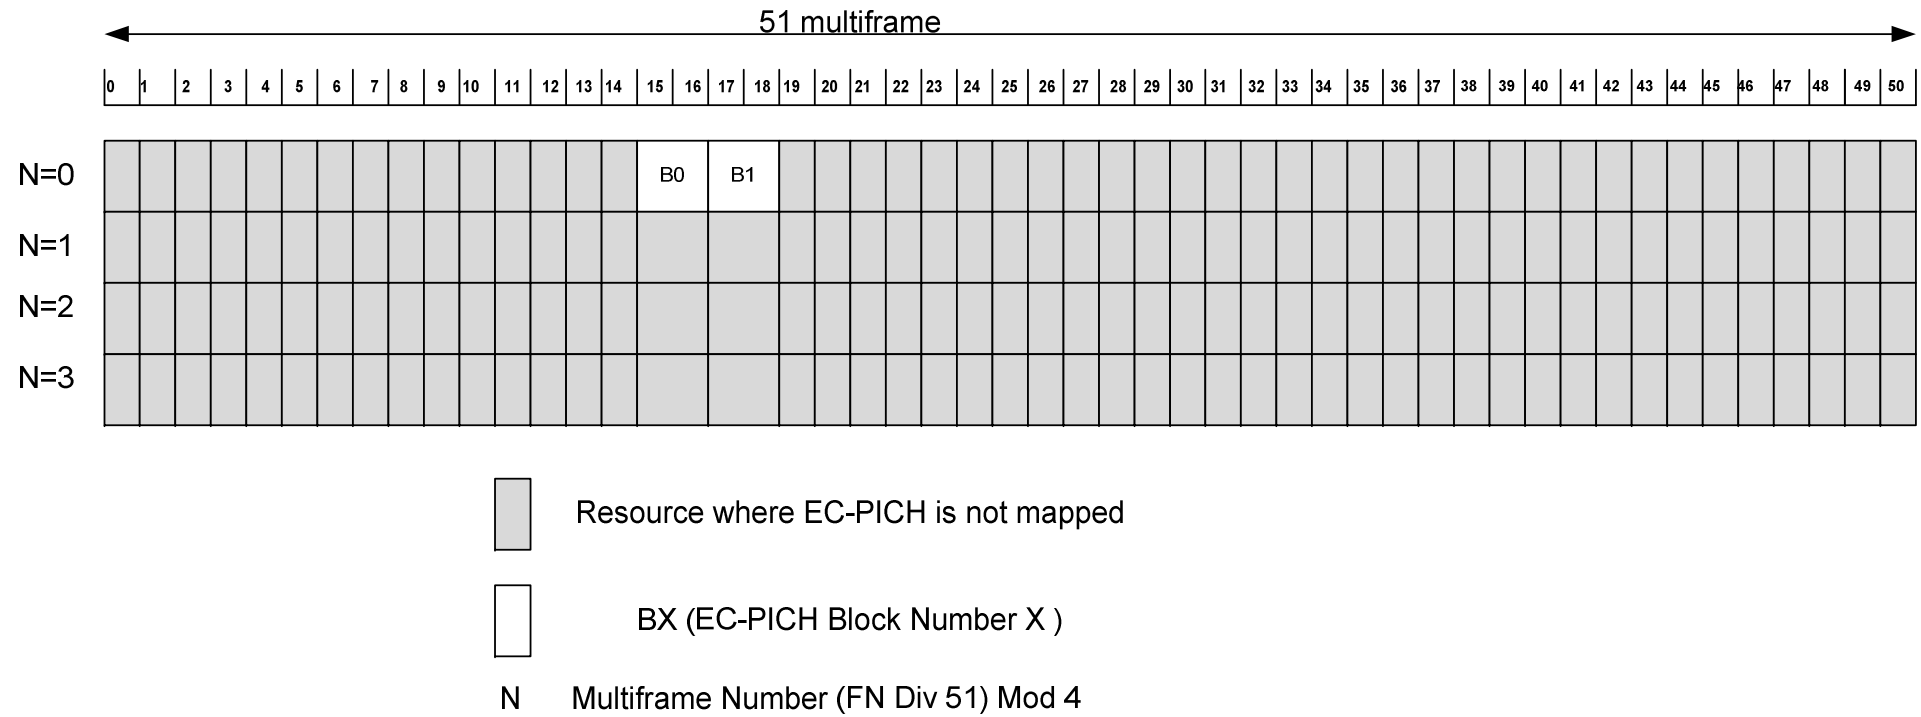 51 multiframe
0 1 2 3 4 5 6 7 8 9 10 11 12 13 14 15 16 17 18 19 20 21 22 23 24 25 26 27 28 29 30 31 32 33 34 35 36 37 38 39 40 41 42 43 44 45 46 47 48 49 50
N=0 B0 B1
N=1
N=2
N=3
Resource where EC-PICH is not mapped
BX (EC-PICH Block Number X )
N Multiframe Number (FN Div 51) Mod 4